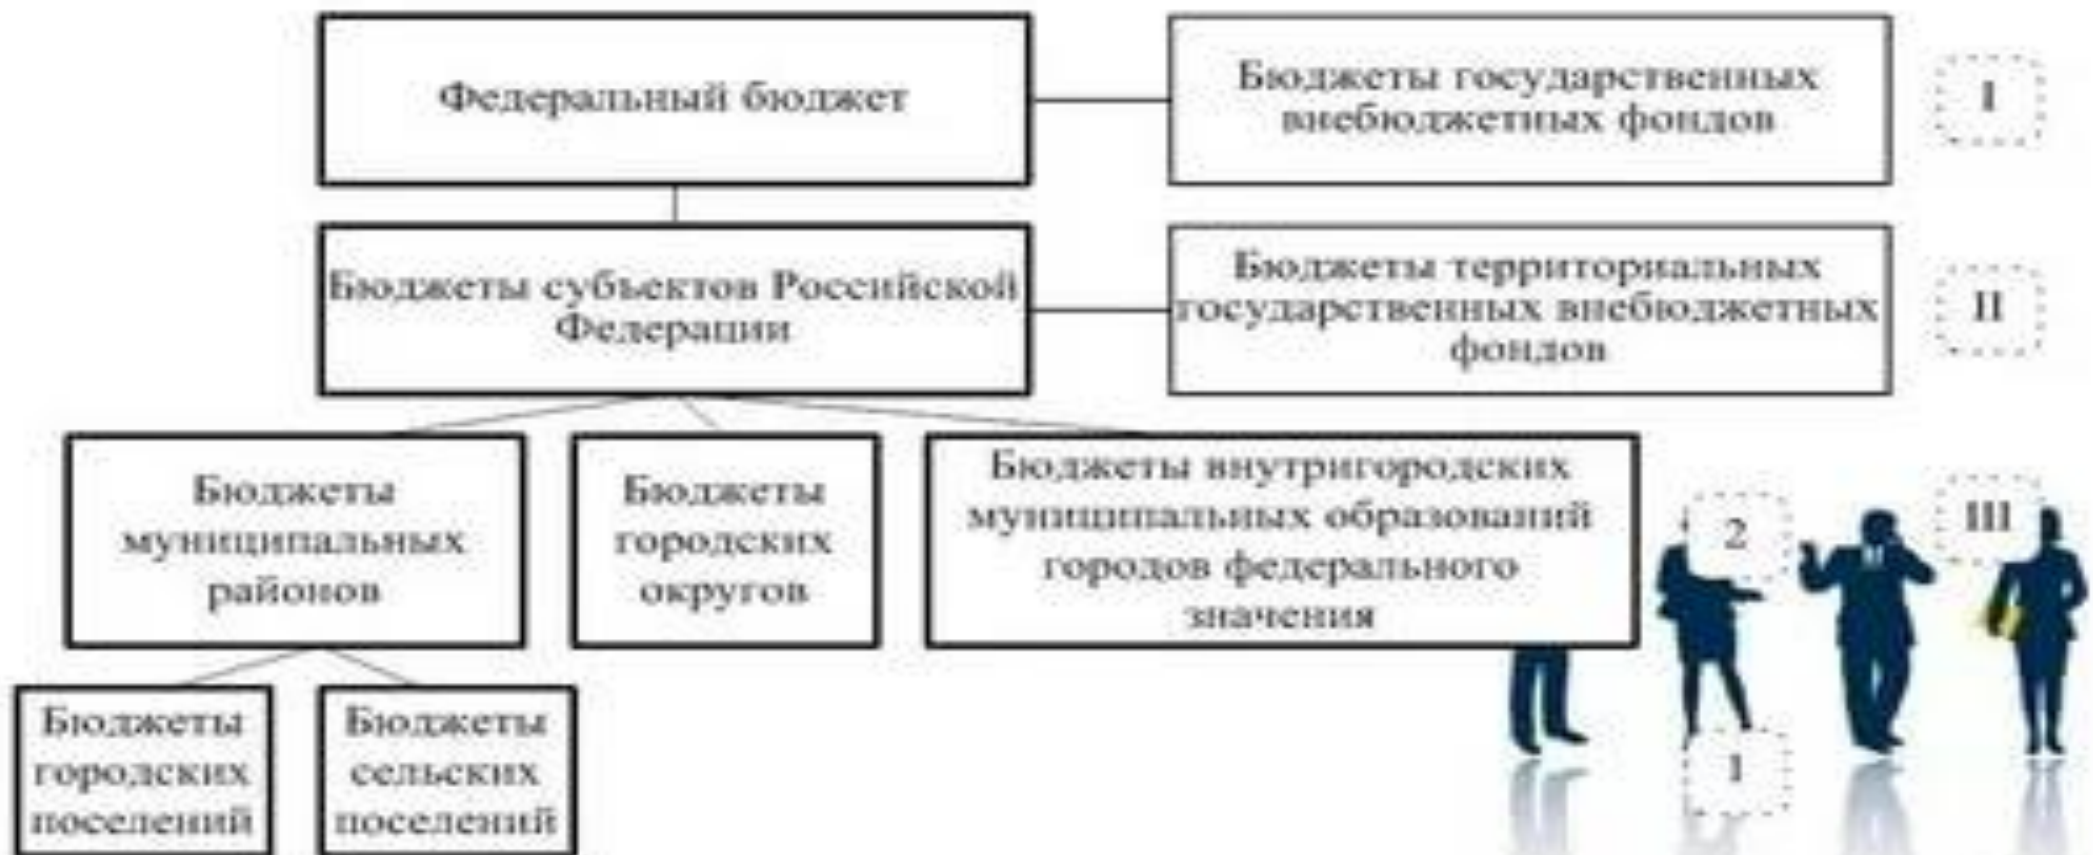 Федеральный бюджет
Бюджеты государственных
внебюджетных фондов
I
Бюджеты субъектов Российской
Федерации
Бюджеты территориальных
государственных внебюджетных
фондов
II
Бюджеты
муниципальных
районов
Бюджеты
городских
округов
Бюджеты внутригородских
муниципальных образований
городов федерального
значения
2
III
Бюджеты
городских
поселений
Бюджеты
сельских
поселений
1